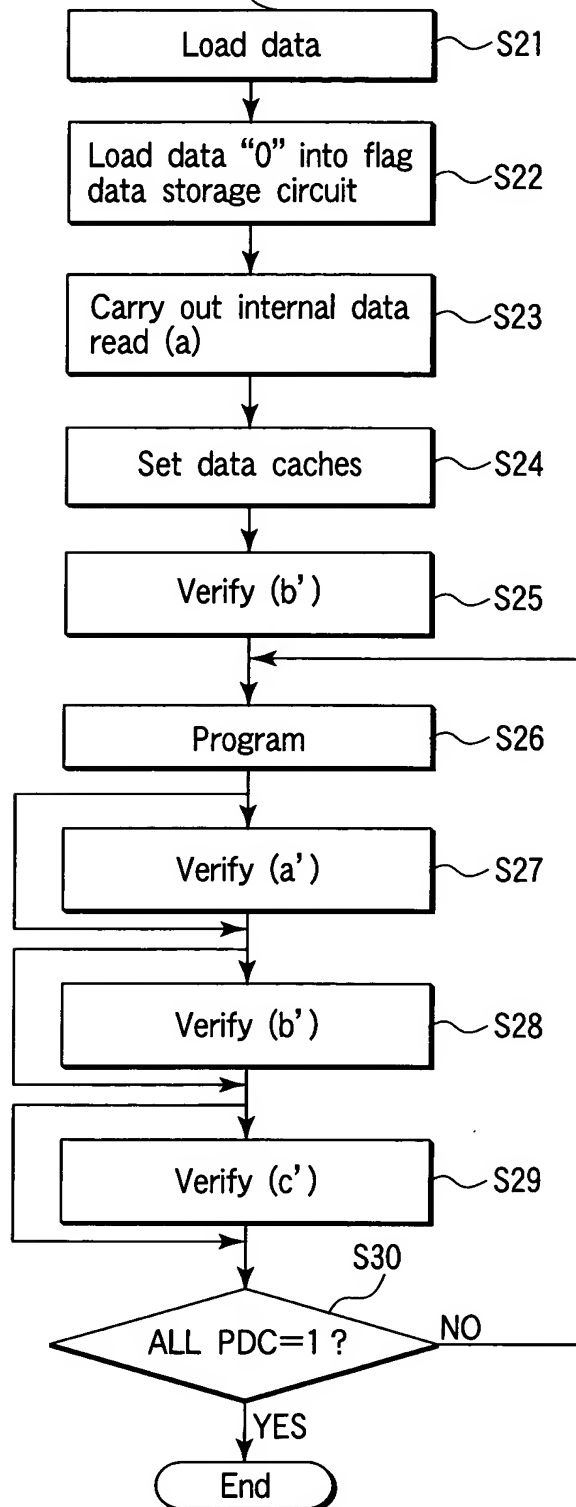 Load data
S21
Load data “0” into flag
data storage circuit
S22
Carry out internal data
read (a)
S23
Set data caches
S24
Verify (b’)
S25
Program
S26
Verify (a’)
S27
Verify (b’)
S28
Verify (c’)
S29
S30
ALL PDC=1 ?
NO
YES
End